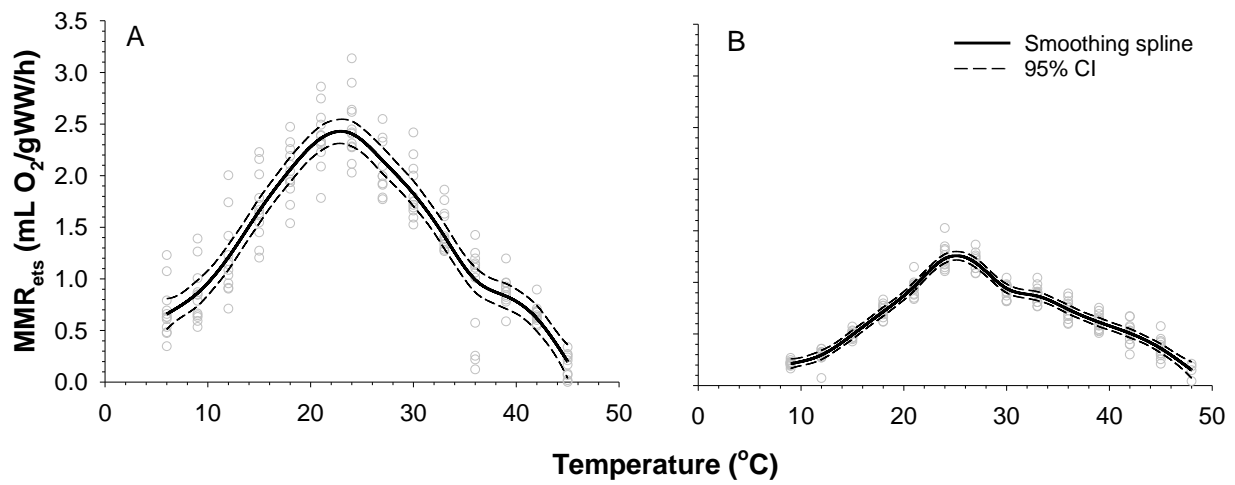 A
B
Smoothing spline
95% CI
MMRets (mL O2/gWW/h)
3.5
3.0
2.5
2.0
1.5
1.0
0.5
0.0
0 10 20 30 40 50
0 10 20 30 40 50
Temperature (oC)